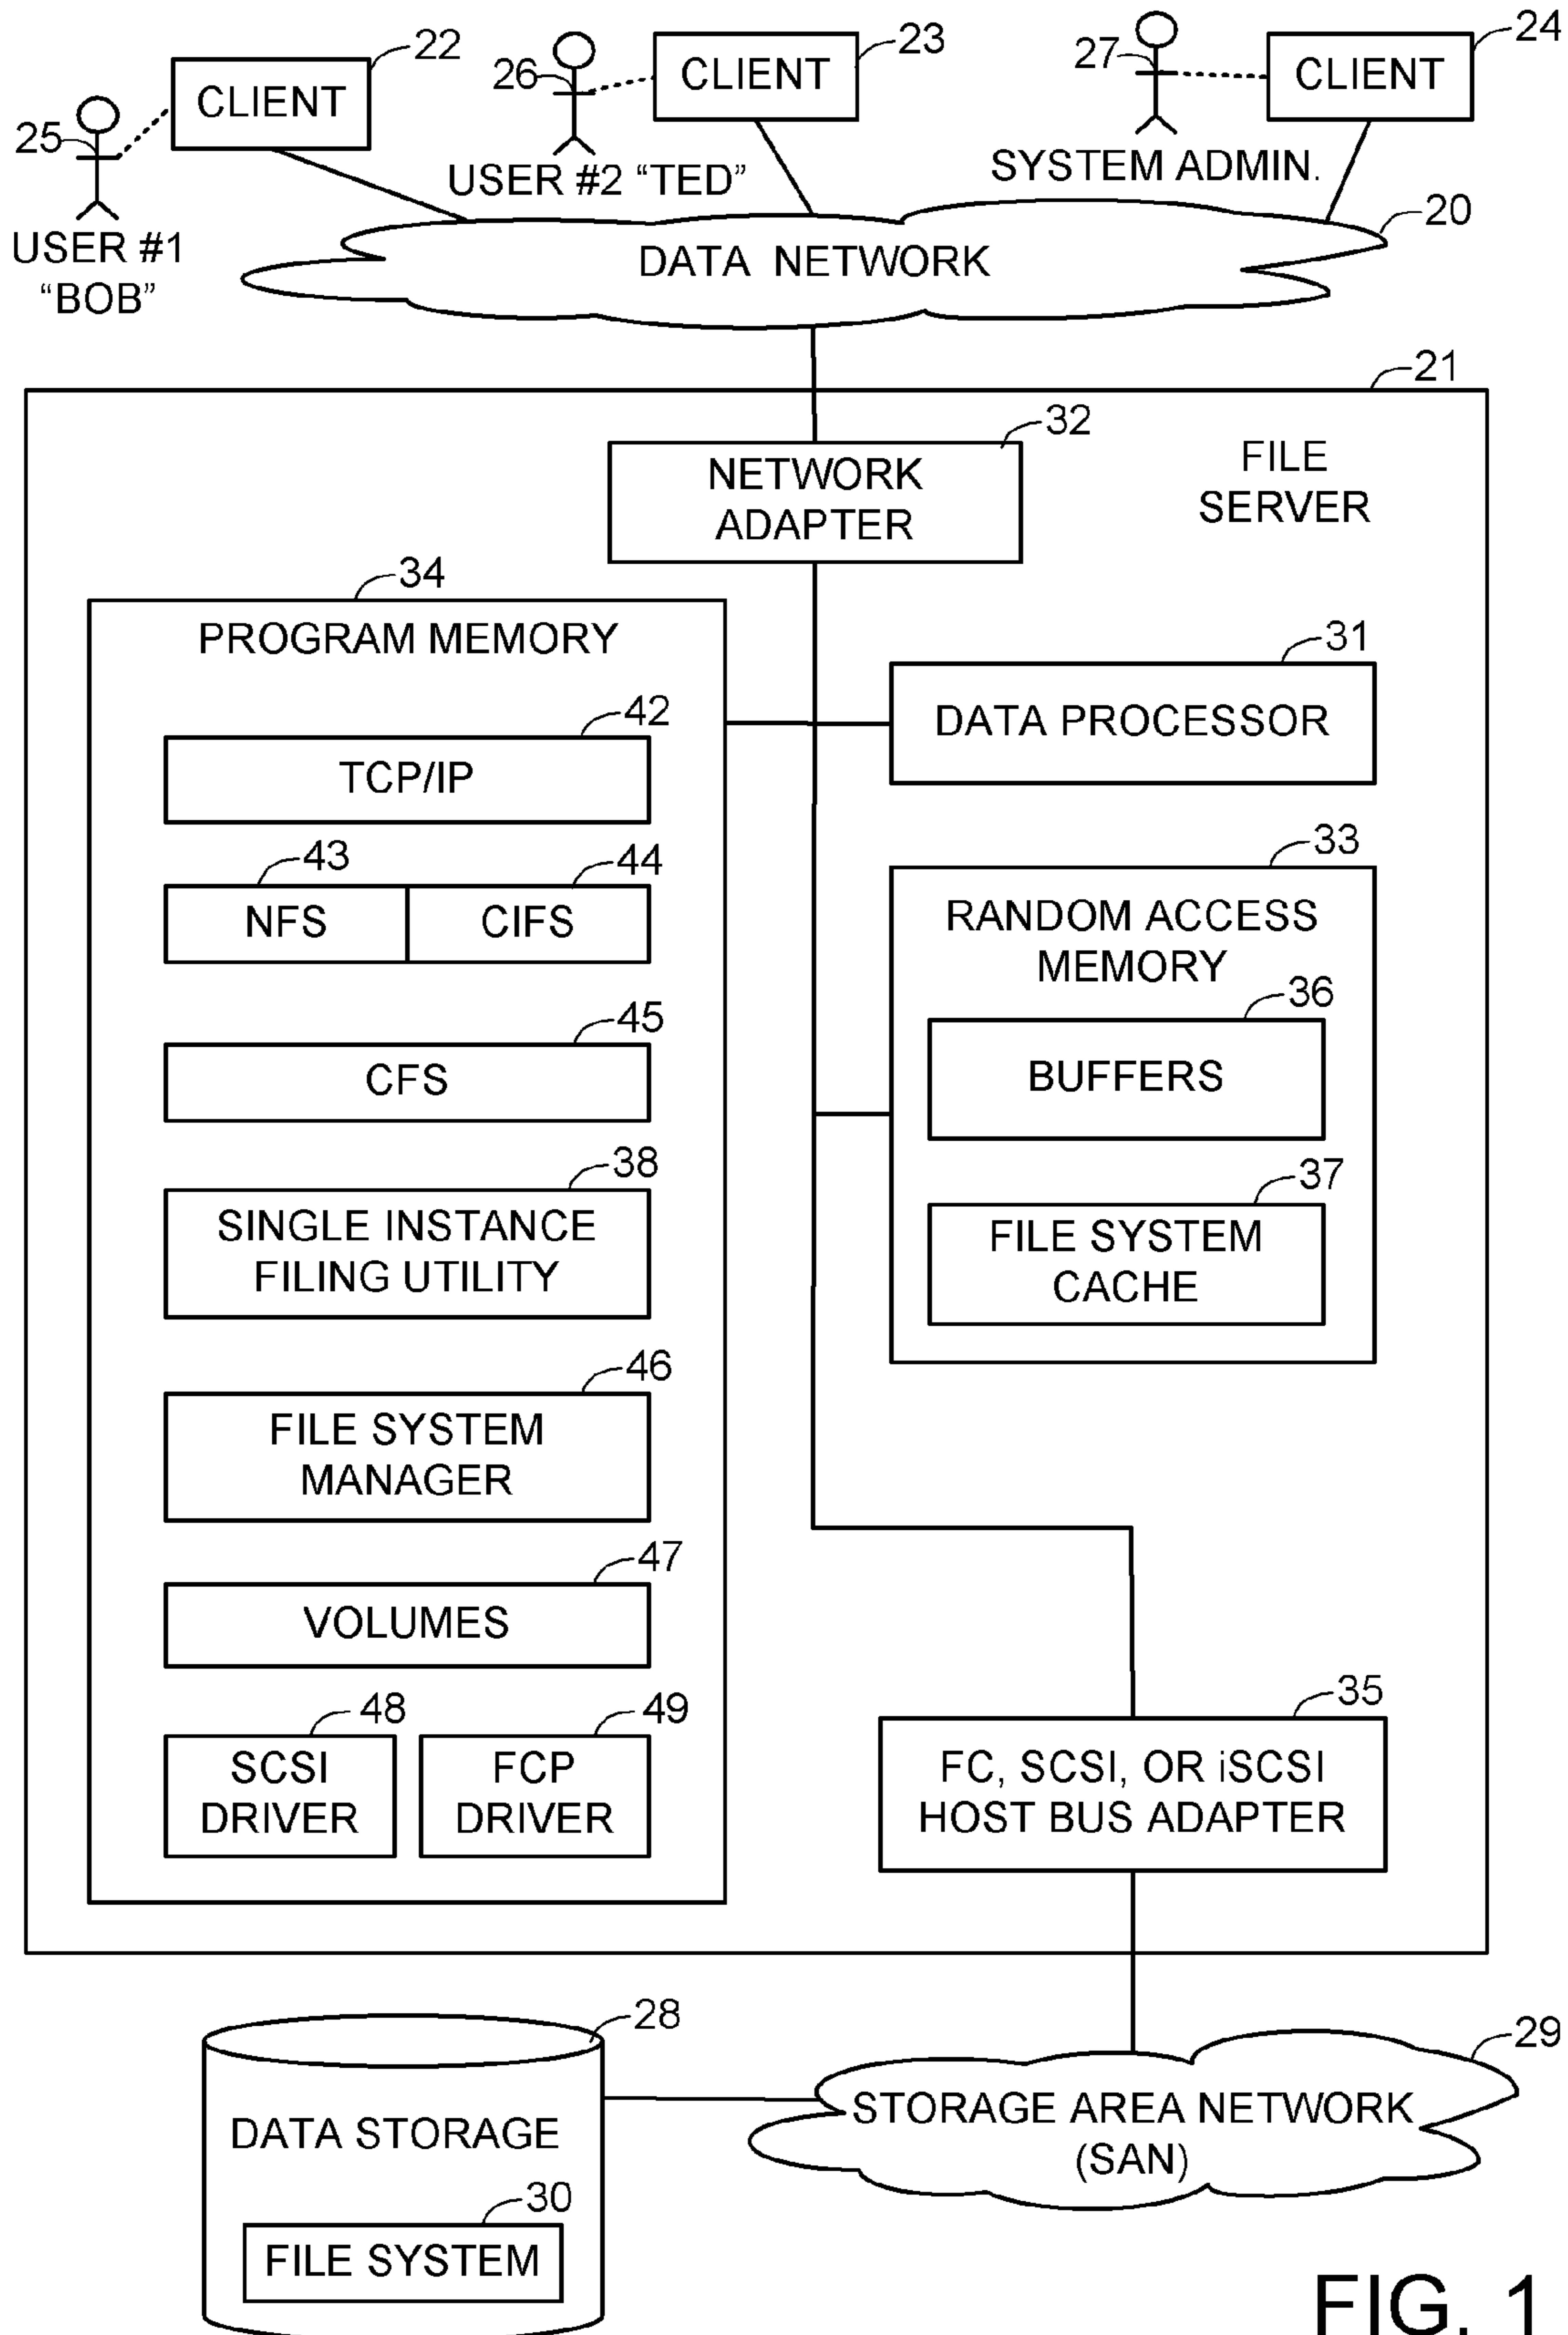 22
CLIENT
23
CLIENT
24
CLIENT
25
26
27
USER #1
"BOB"
USER #2 “TED”
SYSTEM ADMIN.
20
DATA NETWORK
21
FILE
SERVER
32
NETWORK
ADAPTER
34
PROGRAM MEMORY
42
TCP/IP
43
NFS
44
CIFS
45
CFS
38
SINGLE INSTANCE
FILING UTILITY
46
FILE SYSTEM
MANAGER
47
VOLUMES
48
SCSI
DRIVER
49
FCP
DRIVER
31
DATA PROCESSOR
33
RANDOM ACCESS
MEMORY
36
BUFFERS
37
FILE SYSTEM
CACHE
35
FC, SCSI, OR iSCSI
HOST BUS ADAPTER
28
DATA STORAGE
30
FILE SYSTEM
29
STORAGE AREA NETWORK
(SAN)
FIG. 1